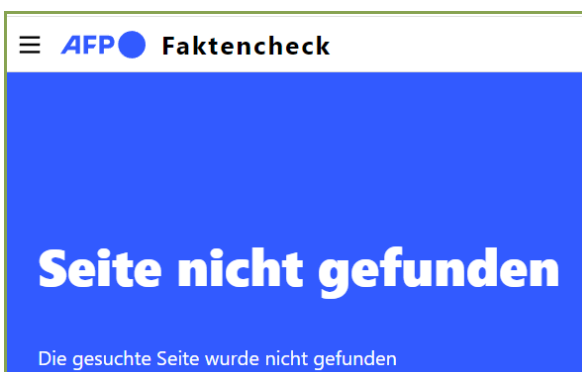 AFP Faktencheck
Seite nicht gefunden
Die gesuchte Seite wurde nicht gefunden